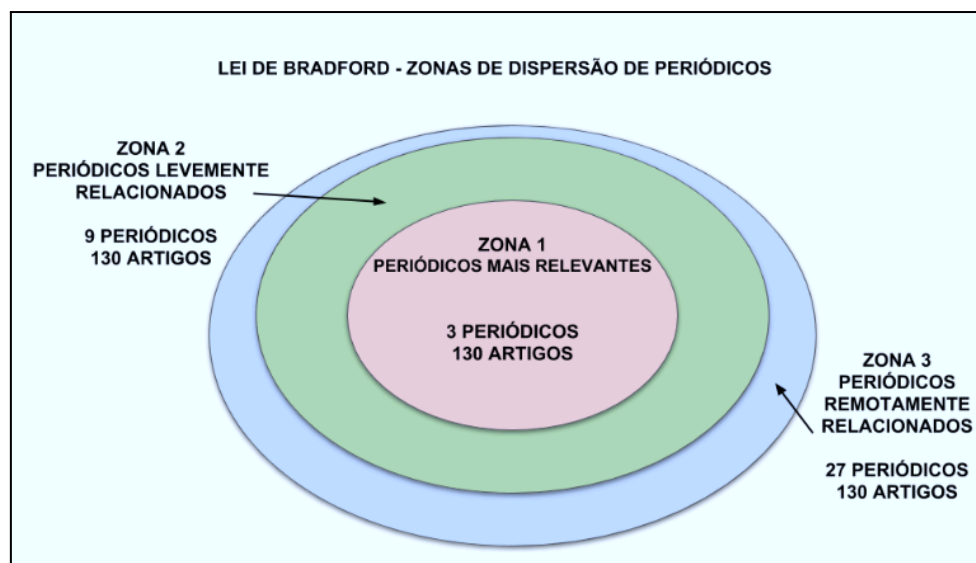 LEI DE BRADFORD - ZONAS DE DISPERSÃO DE PERIÓDICOS
ZONA 2
PERIÓDICOS LEVEMENTE
RELACIONADOS
9 PERIÓDICOS
130 ARTIGOS
ZONA 1
PERIÓDICOS MAIS RELEVANTES
3 PERIÓDICOS
130 ARTIGOS
ZONA 3
PERIÓDICOS
REMOTAMENTE
RELACIONADOS
27 PERIÓDICOS
130 ARTIGOS